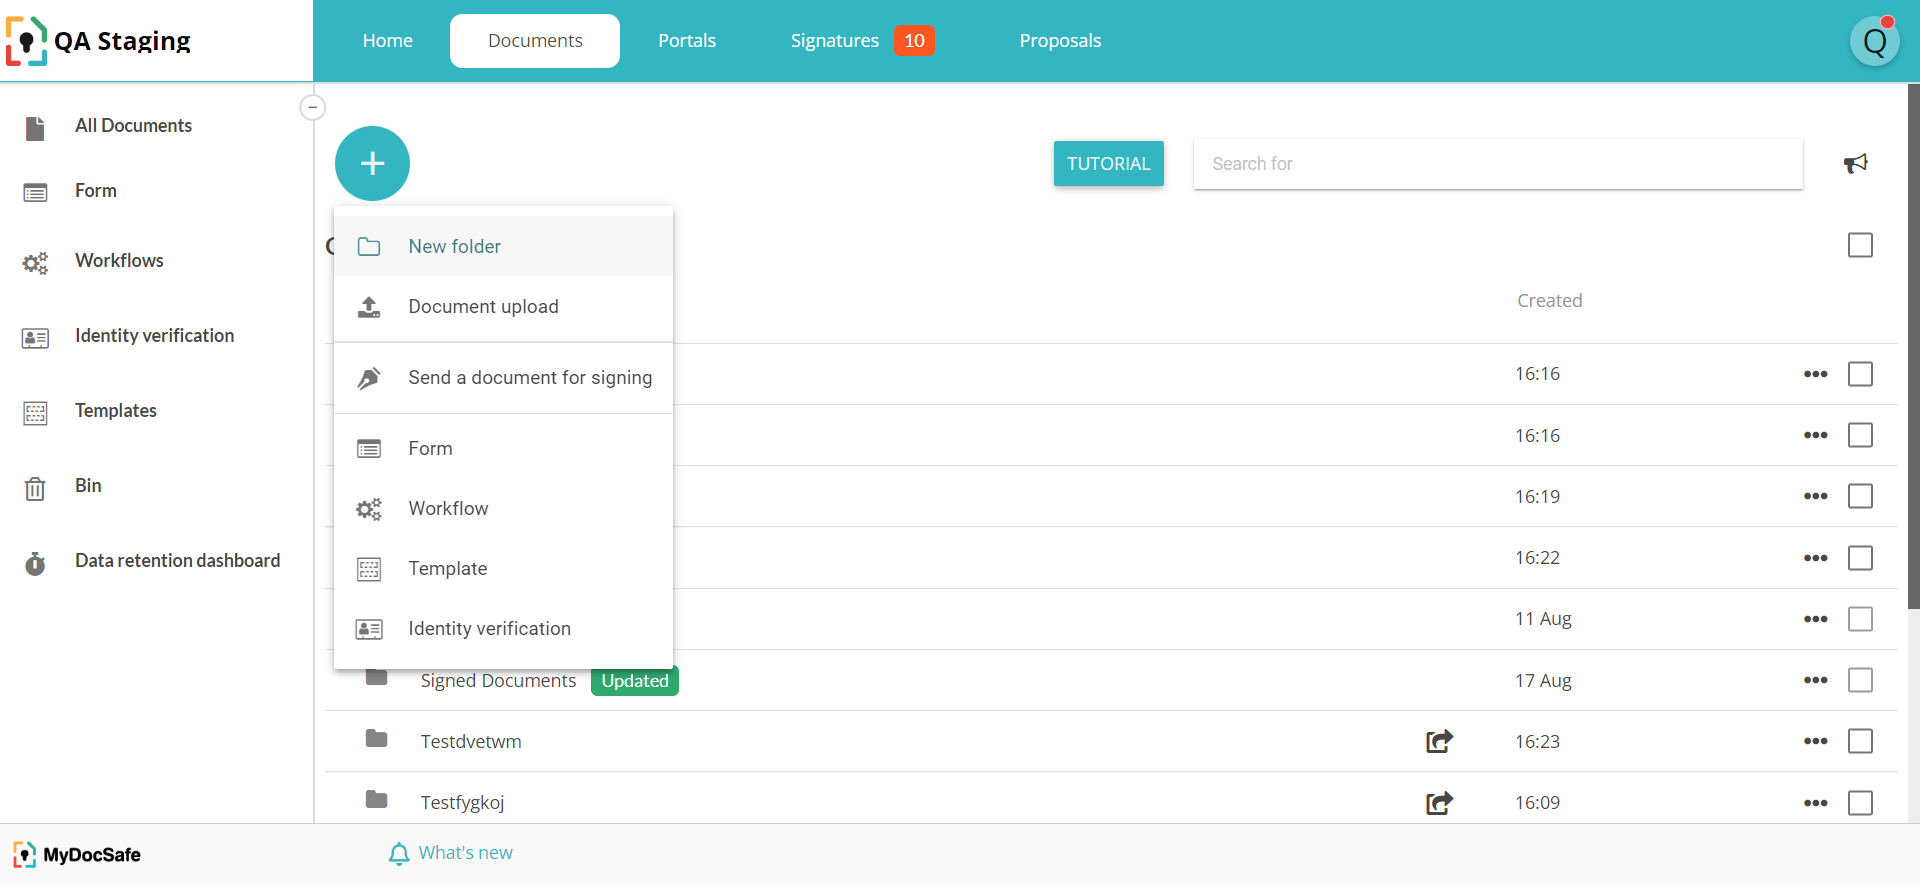 QA Staging
Home Documents Portals Signatures 10 Proposals Q
All Documents
Form
Workflows
Identity verification
Templates
Bin
Data retention dashboard
+ TUTORIAL Search for
New folder
Document upload
Send a document for signing
Form
Workflow
Template
Identity verification
Created
16:16
16:16
16:19
16:22
11 Aug
Signed Documents Updated 17 Aug
Testdvetwm 16:23
Testfygkoj 16:09
MyDocSafe What's new